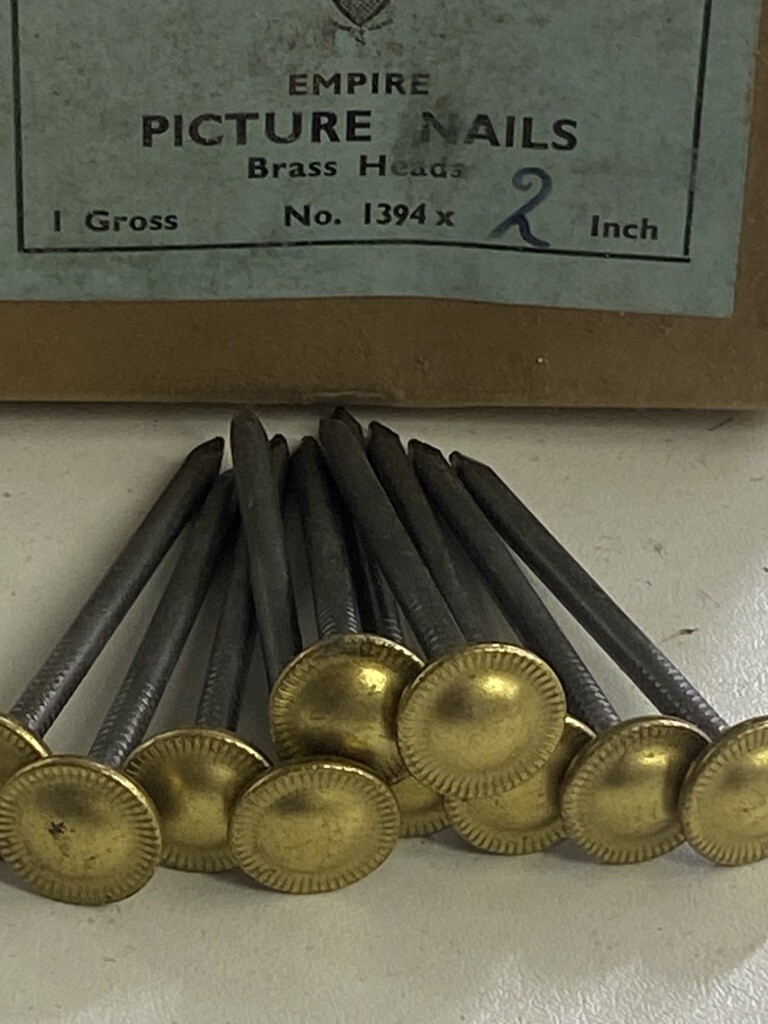 EMPIRE
PICTURE NAILS
Brass Heads
1 Gross No. 1394 x 2 Inch